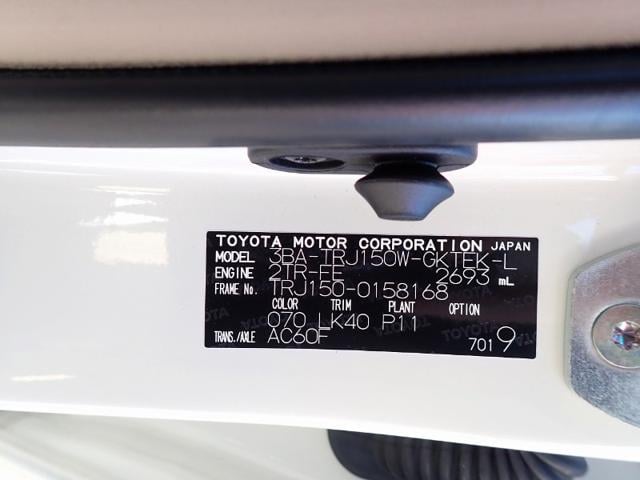 TOYOTA MOTOR CORPORATION JAPAN
MODEL 3BA-TRJ150W-GKTEK-L
ENGINE 2TR-FE 2693 mL
FRAME No. TRJ150-0158168
COLOR TRIM PLANT OPTION
070 LK40 P11
TRANS./AXLE AC60F
7019